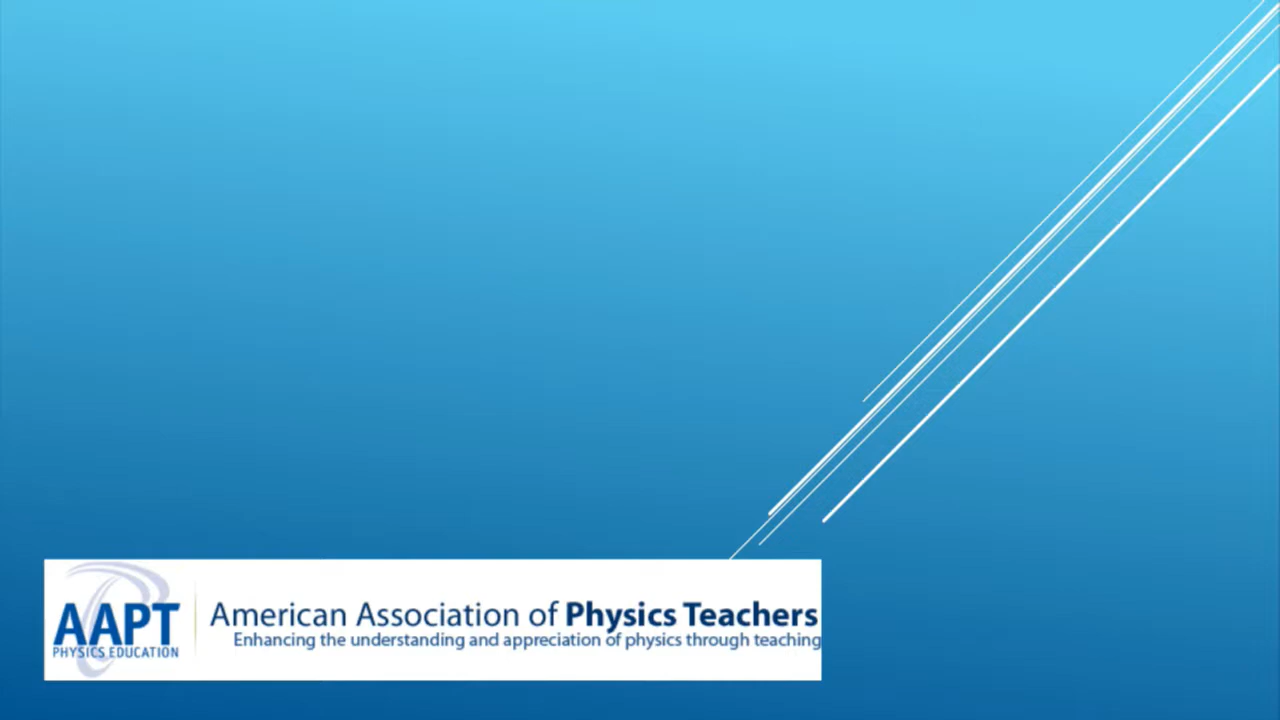 AAPT
PHYSICS EDUCATION
American Association of Physics Teachers
Enhancing the understanding and appreciation of physics through teaching